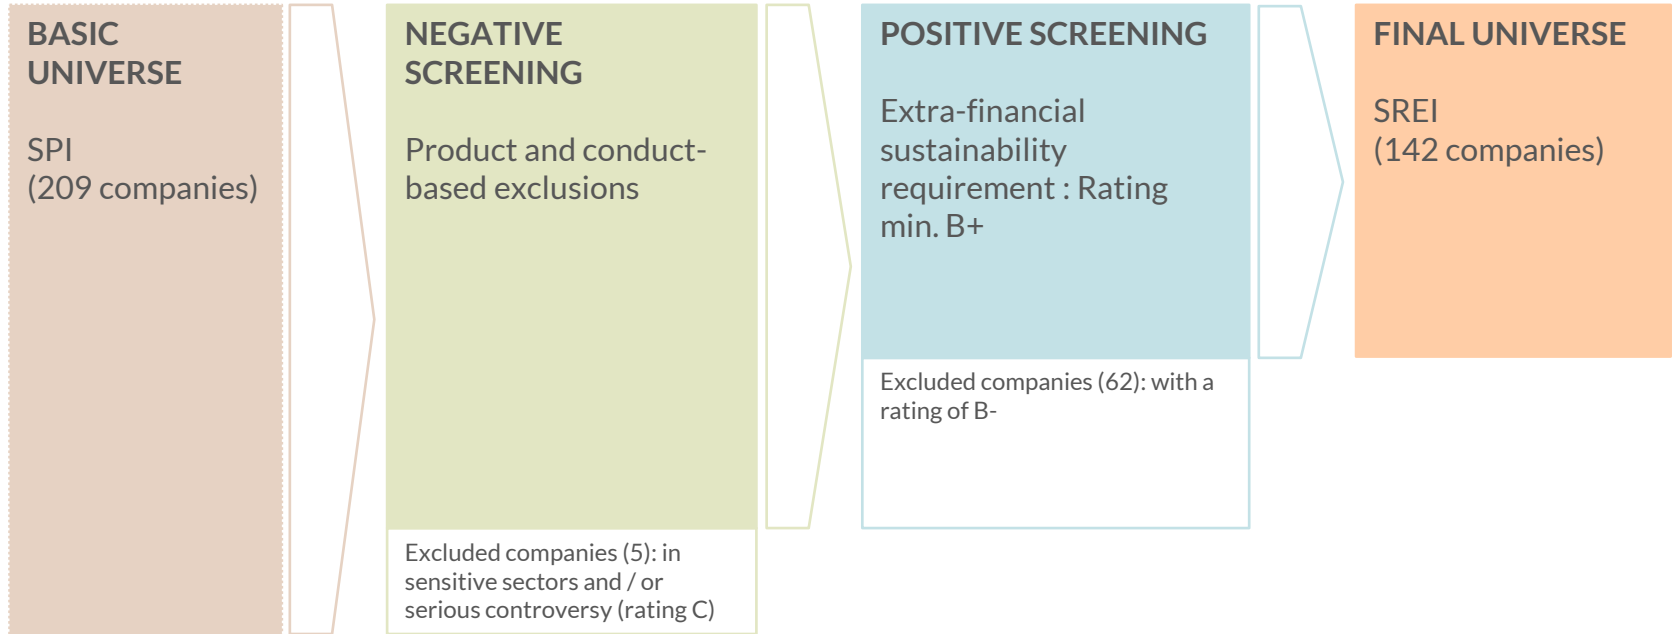 BASIC
UNIVERSE
SPI
(209 companies)
NEGATIVE
SCREENING
Product and conduct-
based exclusions
Excluded companies (5): in
sensitive sectors and / or
serious controversy (rating C)
POSITIVE SCREENING
Extra-financial
sustainability
requirement : Rating
min. B+
Excluded companies (62): with a
rating of B-
FINAL UNIVERSE
SREI
(142 companies)